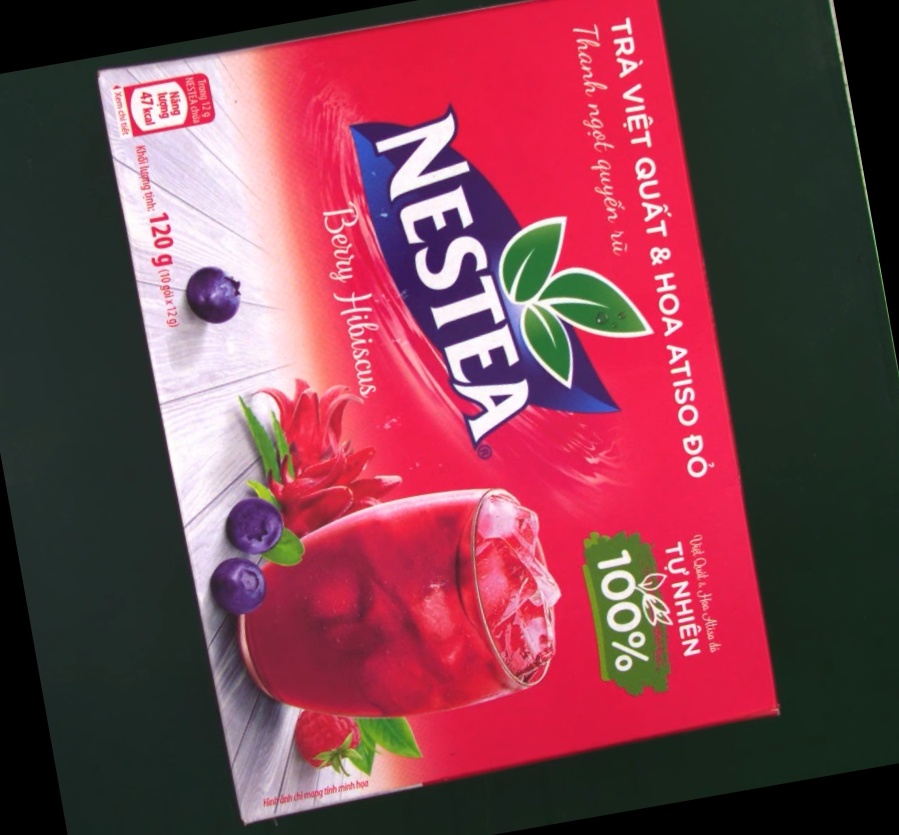 TRÀ VIỆT QUẤT & HOA ATISO ĐỎ
Thanh ngọt quyến rũ
NESTEA®
Berry Hibiscus
Việt Quất & Hoa Atiso đỏ
TỰ NHIÊN
100%
Trong 12 g
NESTEA chứa
Năng
lượng
47 kcal
Xem chi tiết
Khối lượng tịnh: 120 g (10 gói x 12 g)
Hình ảnh chỉ mang tính minh họa